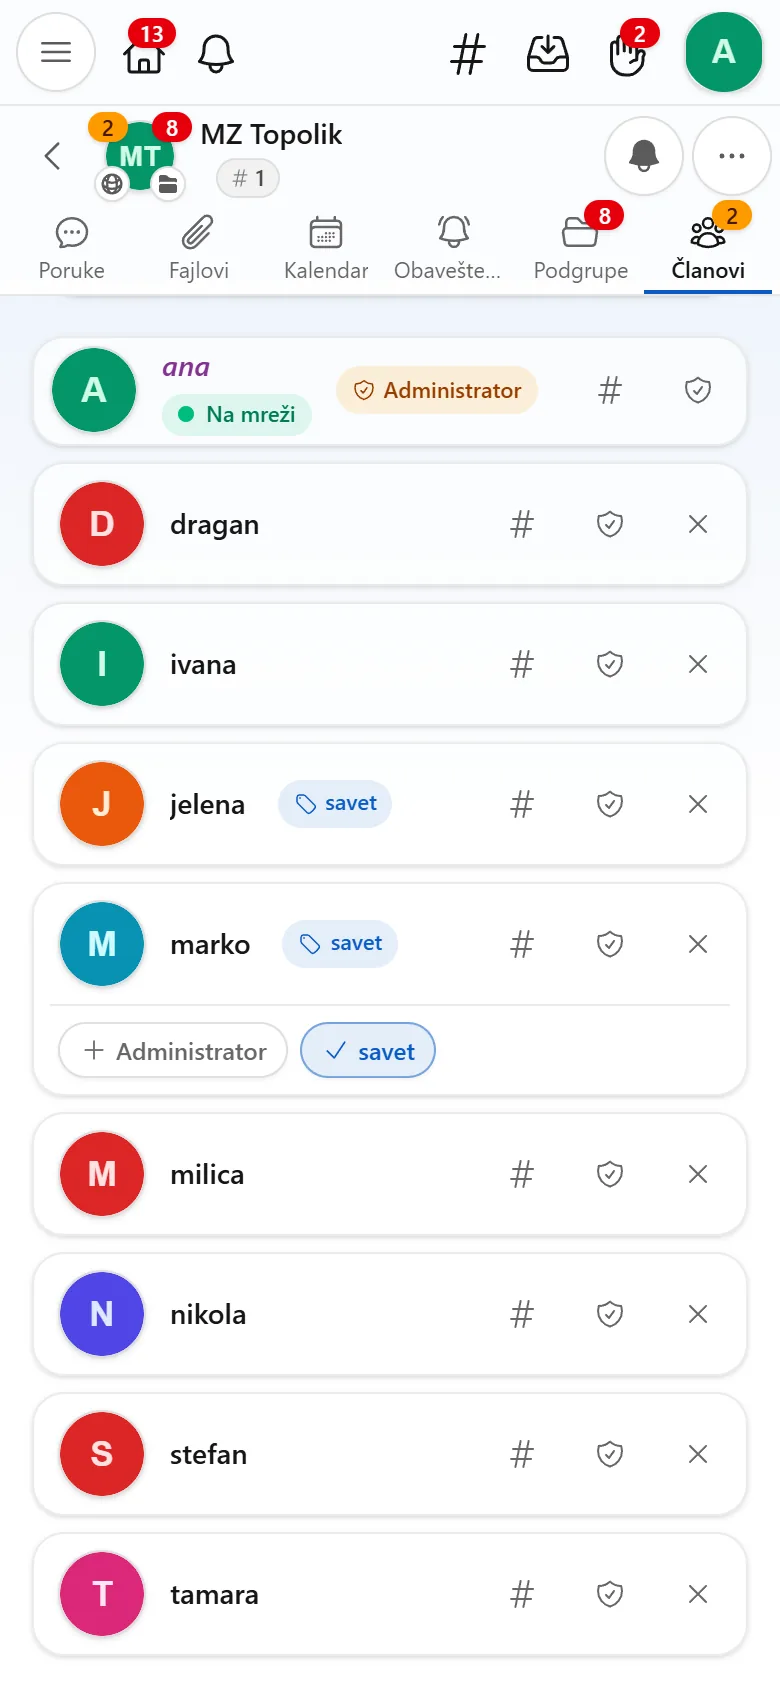 13
2
A
2
8
MT
MZ Topolik
# 1
Poruke
Fajlovi
Kalendar
Obavešte...
8
Podgrupe
2
Članovi
A
ana
Na mreži
Administrator
D
dragan
I
ivana
J
jelena
savet
M
marko
savet
Administrator
savet
M
milica
N
nikola
S
stefan
T
tamara